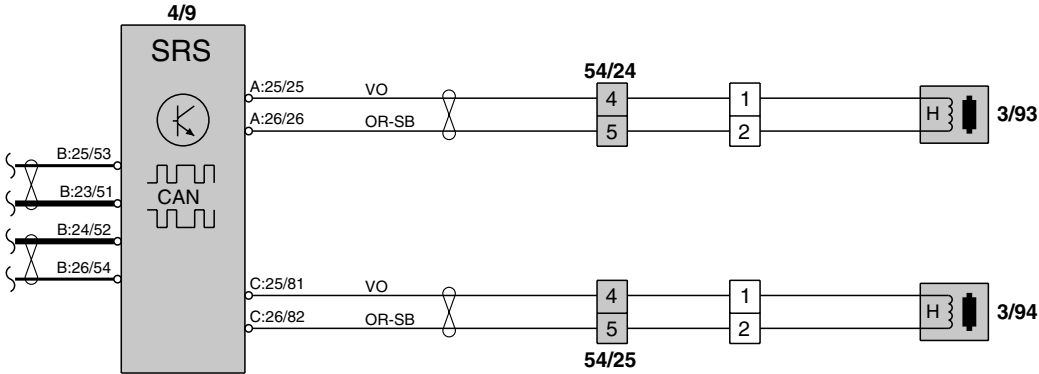 4/9
SRS
CAN
A:25/25 VO
54/24
4 1
H 3/93
A:26/26 OR-SB
5 2
B:25/53
B:23/51
B:24/52
B:26/54
C:25/81 VO
4 1
H 3/94
C:26/82 OR-SB
5 2
54/25